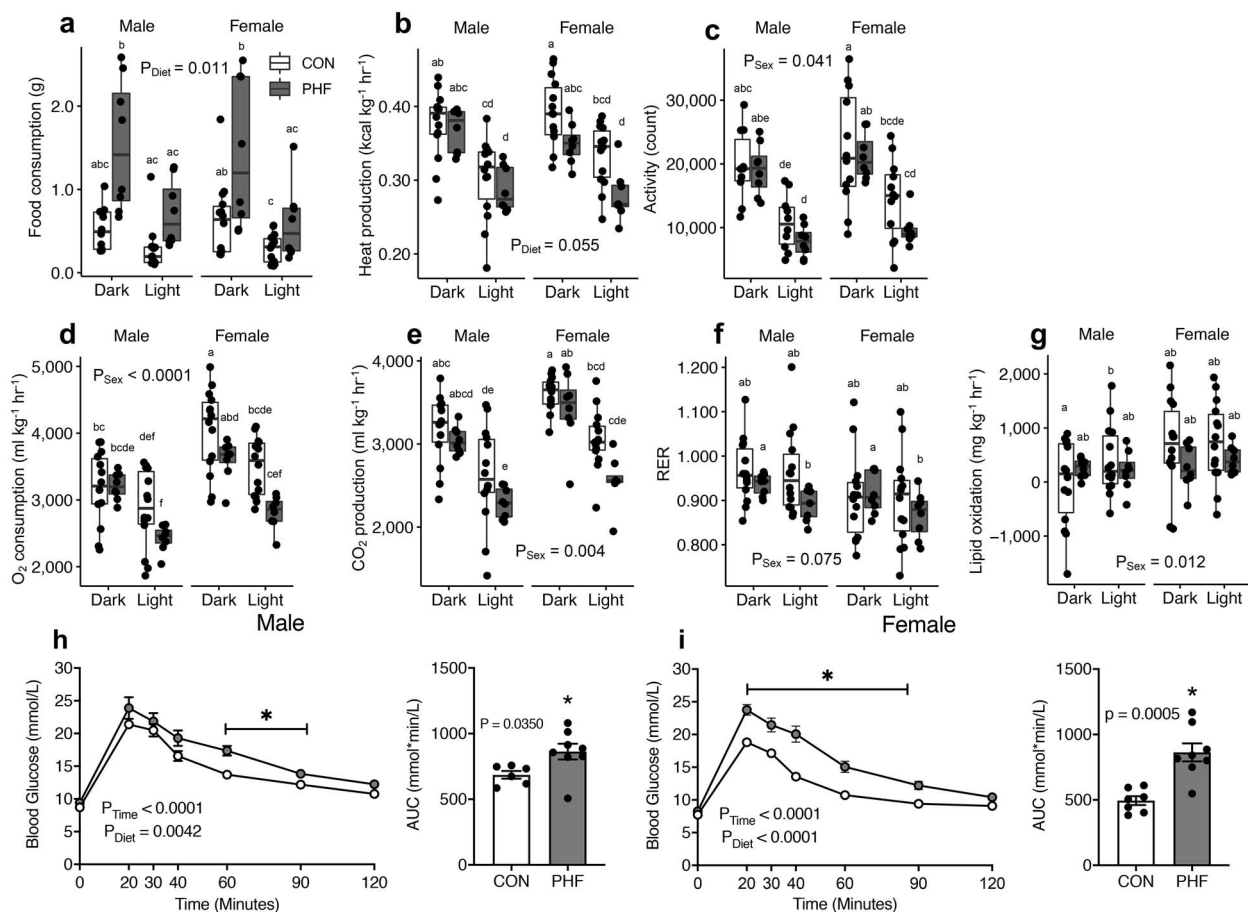 a
Male
Female
b
b
P_Diet = 0.011
CON
PHF
Food consumption (g)
2.0
1.0
0.0
abc
ac
ac
ab
c
ac
Dark
Light
Dark
Light
b
Male
Female
Heat production (kcal kg⁻¹ hr⁻¹)
0.40
0.30
0.20
ab
abc
cd
d
a
abc
bcd
d
P_Diet = 0.055
Dark
Light
Dark
Light
c
Male
Female
P_Sex = 0.041
Activity (count)
30,000
20,000
10,000
abc
abe
de
d
a
ab
bcde
cd
Dark
Light
Dark
Light
d
Male
Female
P_Sex < 0.0001
O₂ consumption (ml kg⁻¹ hr⁻¹)
5,000
4,000
3,000
2,000
bc
bcde
def
f
a
abd
bcde
cef
Dark
Light
Dark
Light
e
Male
Female
CO₂ production (ml kg⁻¹ hr⁻¹)
4,000
3,000
2,000
abc
abcd
de
e
a
ab
bcd
cde
P_Sex = 0.004
Dark
Light
Dark
Light
f
Male
Female
RER
1.100
1.000
0.900
0.800
ab
a
ab
b
ab
a
ab
b
P_Sex = 0.075
Dark
Light
Dark
Light
g
Male
Female
Lipid oxidation (mg kg⁻¹ hr⁻¹)
2,000
1,000
0
−1,000
a
ab
b
ab
ab
ab
ab
ab
P_Sex = 0.012
Dark
Light
Dark
Light
Male
h
Blood Glucose (mmol/L)
30
25
20
15
10
5
0
*
P_Time < 0.0001
P_Diet = 0.0042
0
20
30
40
60
90
120
Time (Minutes)
AUC (mmol*min/L)
1500
1000
500
0
P = 0.0350
*
CON
PHF
Female
i
Blood Glucose (mmol/L)
30
25
20
15
10
5
0
*
P_Time < 0.0001
P_Diet < 0.0001
0
20
30
40
60
90
120
Time (Minutes)
AUC (mmol*min/L)
1500
1000
500
0
p = 0.0005
*
CON
PHF